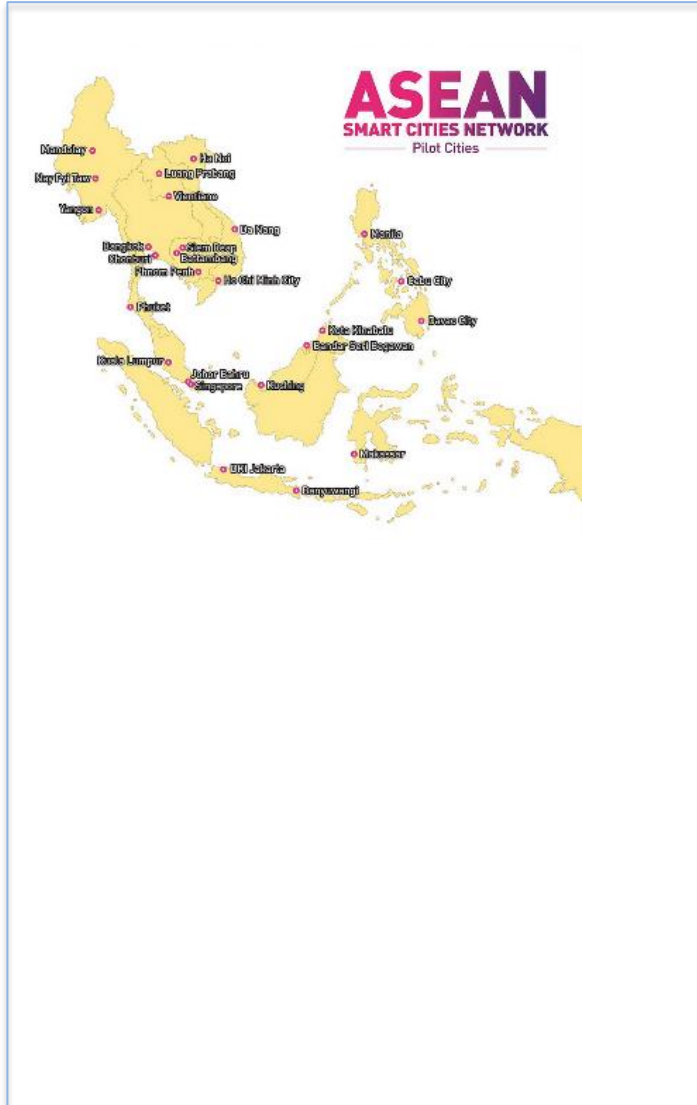 ASEAN
SMART CITIES NETWORK
Pilot Cities
Mandalay
Ha Noi
Luang Prabang
Nay Pyi Taw
Vientiane
Yangon
Da Nang
Manila
Bangkok
Siem Reap
Chonburi
Battambang
Phnom Penh
Ho Chi Minh City
Cebu City
Phuket
Davao City
Kota Kinabalu
Bandar Seri Begawan
Kuala Lumpur
Johor Bahru
Singapore
Kuching
Makassar
DKI Jakarta
Banyuwangi